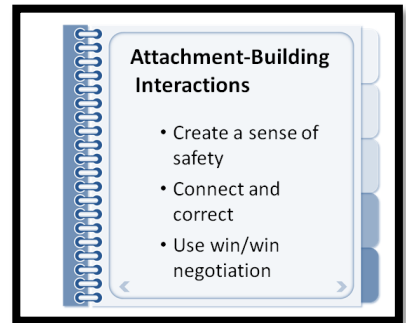 Attachment-Building
Interactions
• Create a sense of
safety
• Connect and
correct
• Use win/win
negotiation